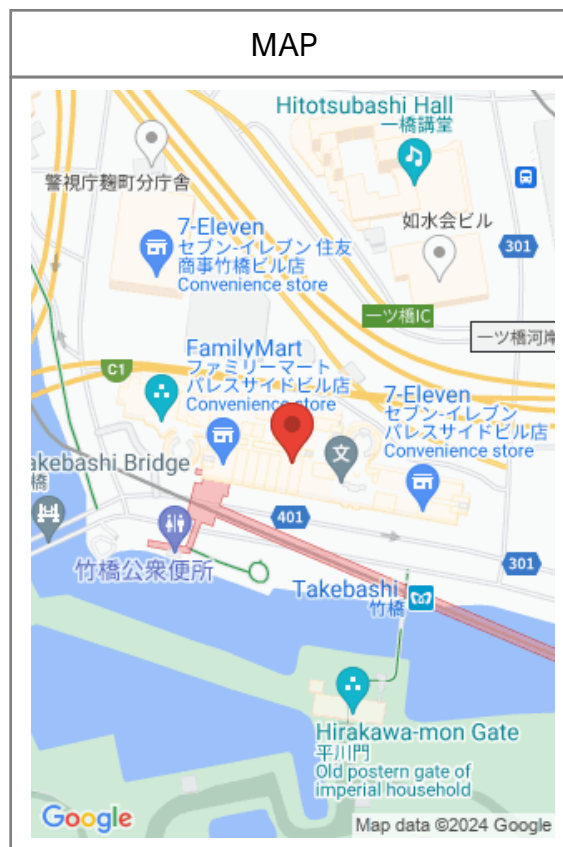 MAP
Hitotsubashi Hall
一橋講堂
警視庁麹町分庁舎
7-Eleven
セブン-イレブン 住友
商事竹橋ビル店
Convenience store
如水会ビル
301
一ツ橋IC
一ツ橋河岸
C1
FamilyMart
ファミリーマート
パレスサイドビル店
Convenience store
7-Eleven
セブン-イレブン
パレスサイドビル店
Convenience store
文
akebashi Bridge
橋
401
301
竹橋公衆便所
Takebashi
竹橋
Hirakawa-mon Gate
平川門
Old postern gate of
imperial household
Google
Map data ©2024 Google